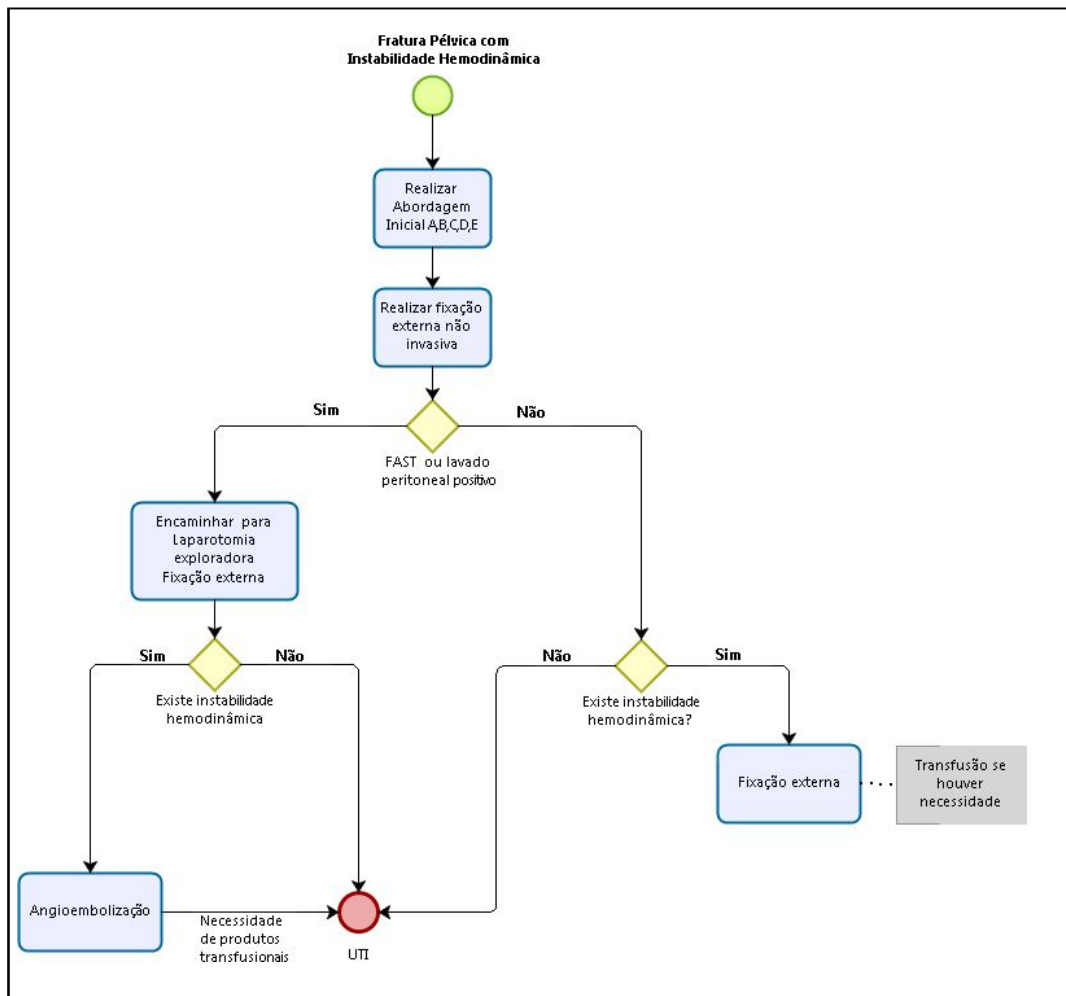 Fratura Pélvica com
Instabilidade Hemodinâmica
Realizar
Abordagem
Inicial A,B,C,D,E
Realizar fixação
externa não
invasiva
Sim
Não
FAST ou lavado
peritoneal positivo
Encaminhar para
Laparotomia
exploradora
Fixação externa
Sim
Não
Existe instabilidade
hemodinâmica
Não
Sim
Existe instabilidade
hemodinâmica?
Fixação externa
Transfusão se
houver
necessidade
Angioembolização
Necessidade
de produtos
transfusionais
UTI